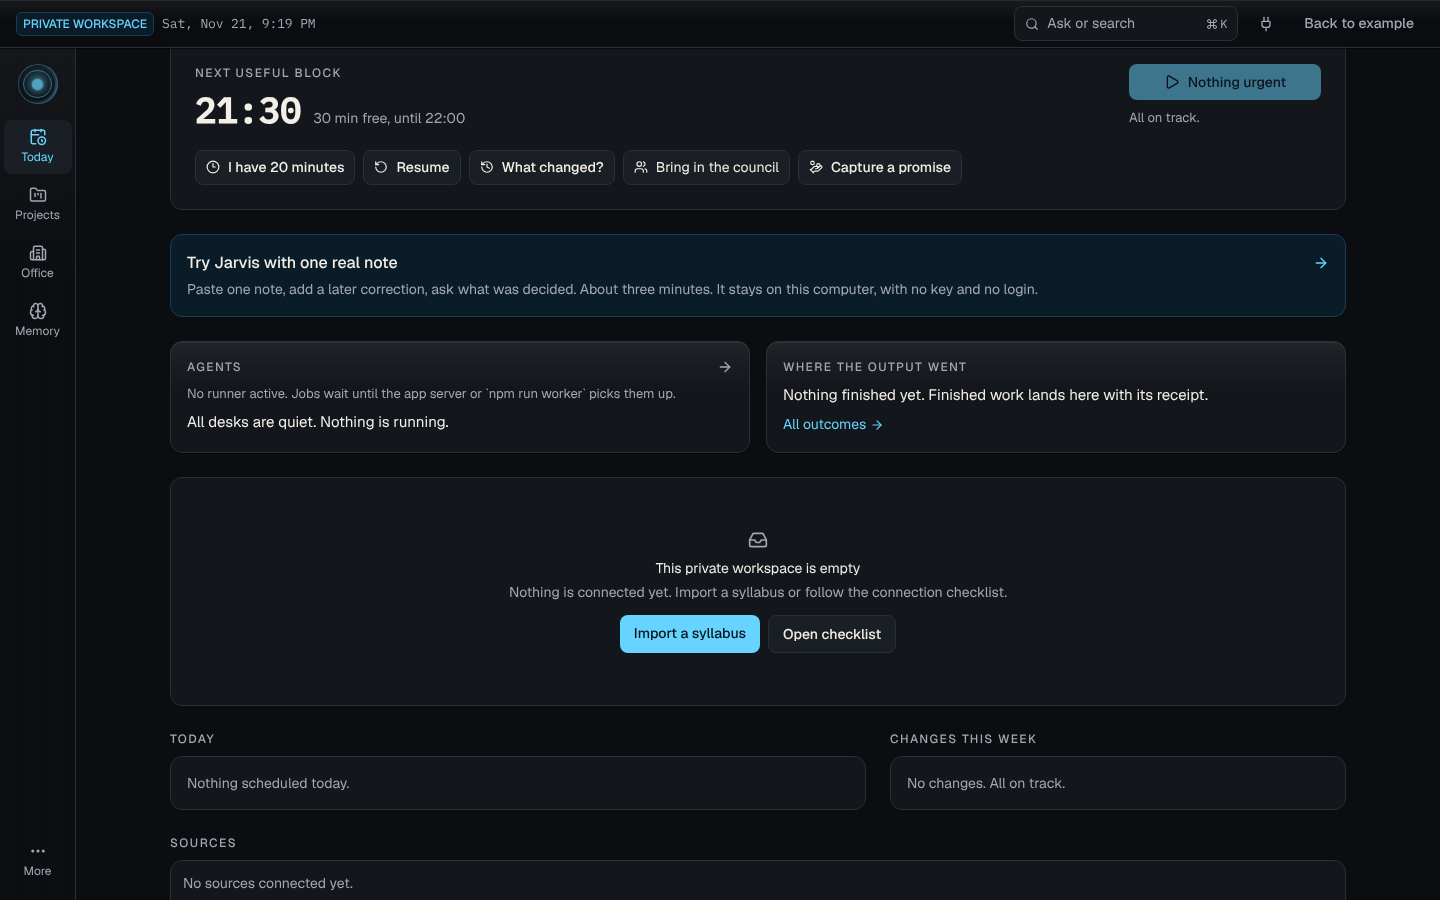 PRIVATE WORKSPACE Sat, Nov 21, 9:19 PM
Ask or search ⌘K
Back to example
Today
Projects
Office
Memory
More
NEXT USEFUL BLOCK
21:30 30 min free, until 22:00
Nothing urgent
All on track.
I have 20 minutes
Resume
What changed?
Bring in the council
Capture a promise
Try Jarvis with one real note
Paste one note, add a later correction, ask what was decided. About three minutes. It stays on this computer, with no key and no login.
AGENTS
No runner active. Jobs wait until the app server or `npm run worker` picks them up.
All desks are quiet. Nothing is running.
WHERE THE OUTPUT WENT
Nothing finished yet. Finished work lands here with its receipt.
All outcomes
This private workspace is empty
Nothing is connected yet. Import a syllabus or follow the connection checklist.
Import a syllabus
Open checklist
TODAY
Nothing scheduled today.
CHANGES THIS WEEK
No changes. All on track.
SOURCES
No sources connected yet.